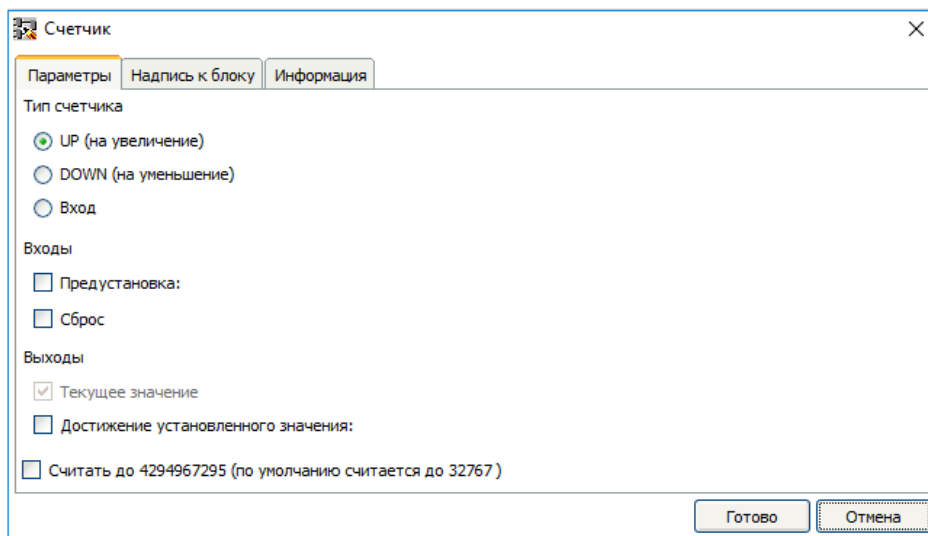 Счетчик
Параметры Надпись к блоку Информация
Тип счетчика
UP (на увеличение)
DOWN (на уменьшение)
Вход
Входы
Предустановка:
Сброс
Выходы
Текущее значение
Достижение установленного значения:
Считать до 4294967295 (по умолчанию считается до 32767 )
Готово Отмена